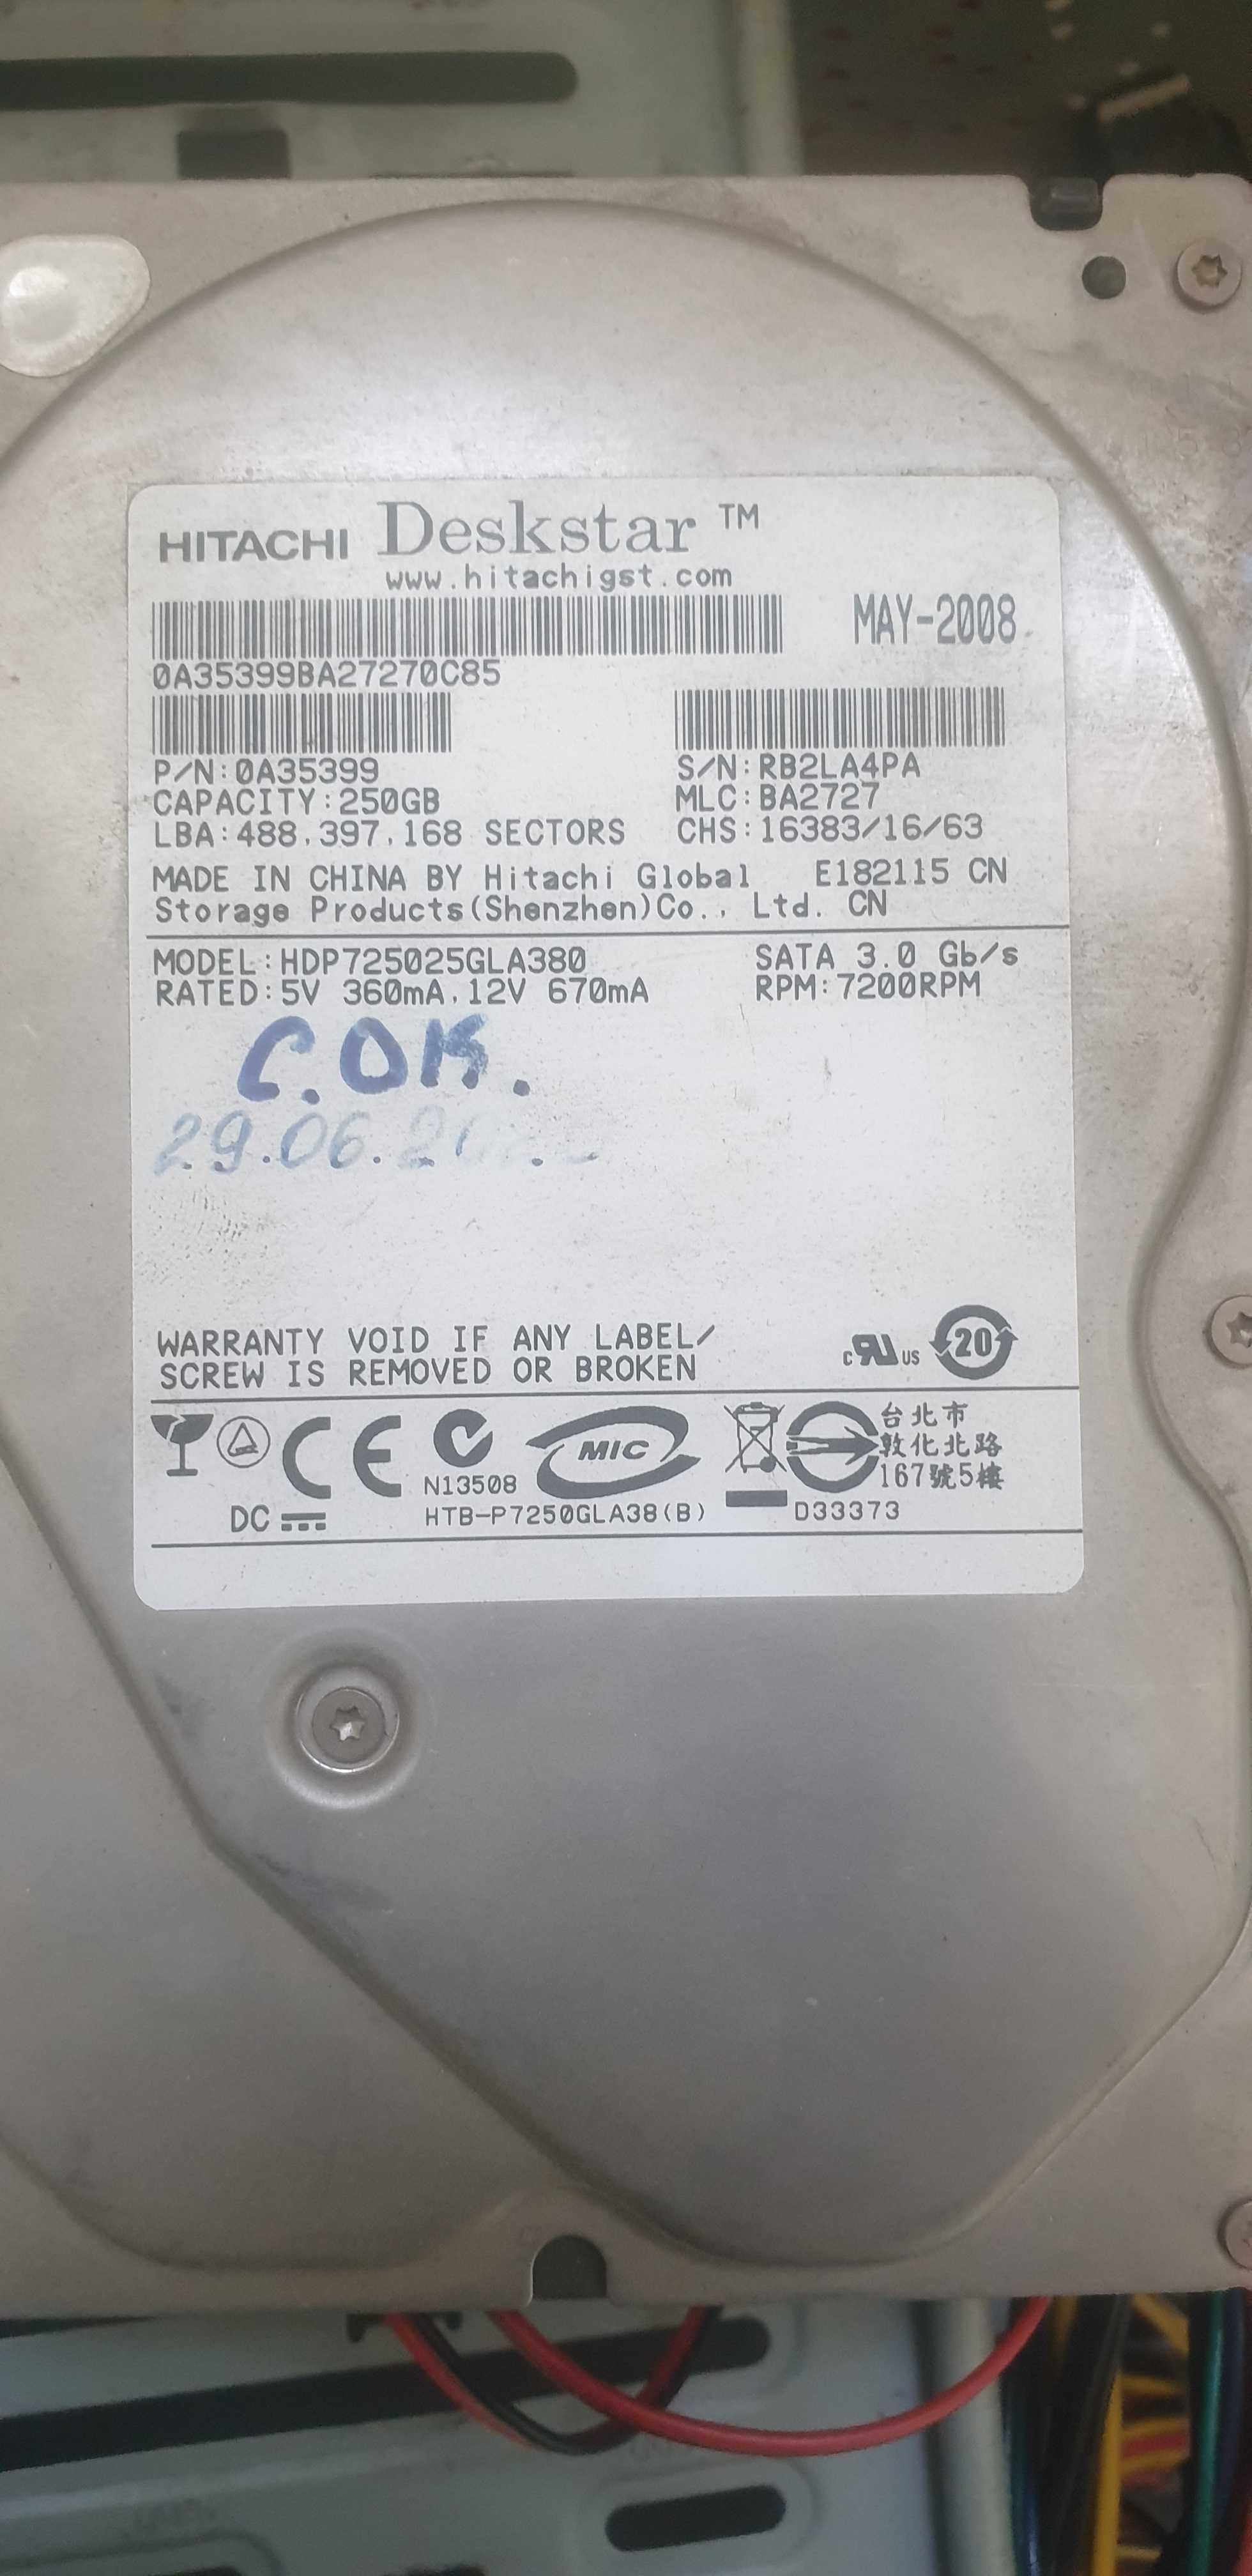 HITACHI Deskstar ™
www.hitachigst.com
MAY-2008
0A35399BA27270C85
P/N:0A35399 S/N:RB2LA4PA
CAPACITY:250GB MLC:BA2727
LBA:488,397,168 SECTORS CHS:16383/16/63
MADE IN CHINA BY Hitachi Global E182115 CN
Storage Products(Shenzhen)Co., Ltd. CN
MODEL:HDP725025GLA380 SATA 3.0 Gb/s
RATED:5V 360mA,12V 670mA RPM:7200RPM
C.OK.
29.06.
WARRANTY VOID IF ANY LABEL/
SCREW IS REMOVED OR BROKEN
c RU US 20
CE N13508 MIC
台北市
敦化北路
167號5樓
DC HTB-P7250GLA38(B) D33373